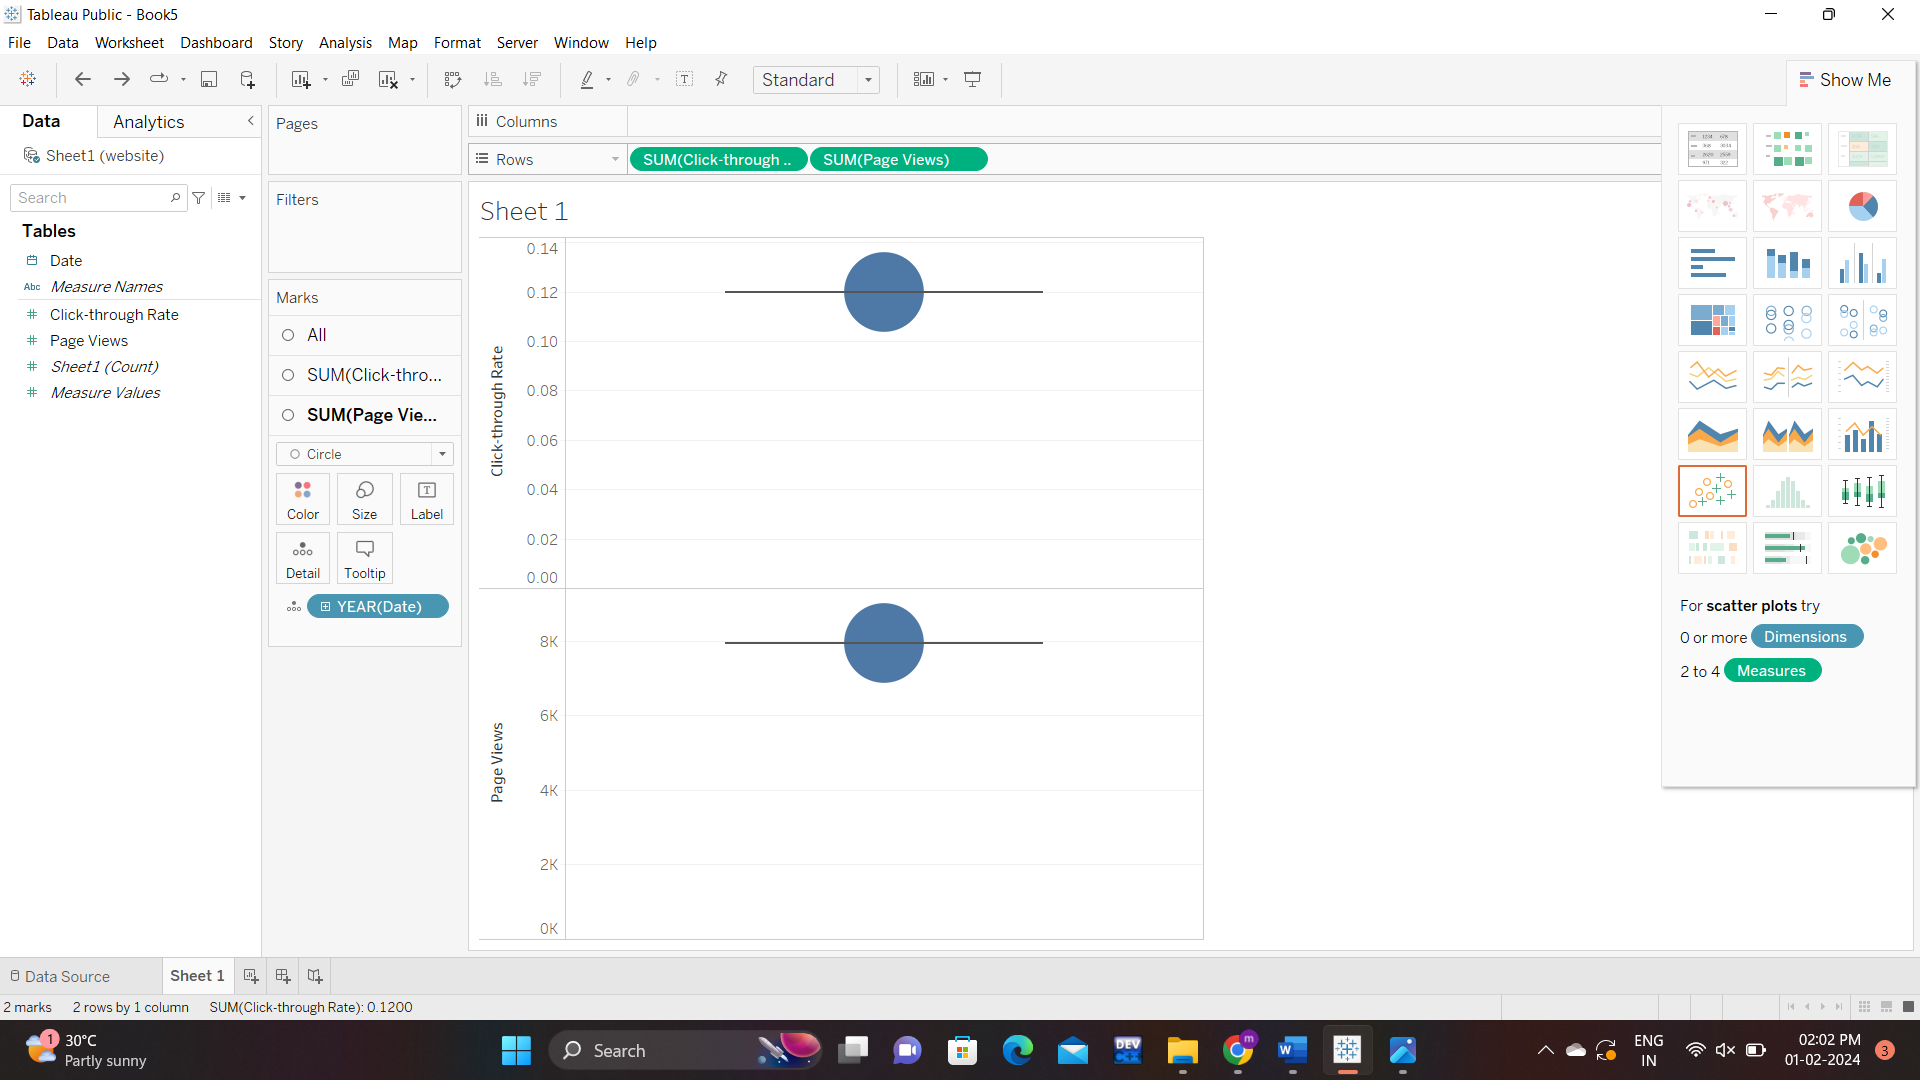 Tableau Public - Book5
File Data Worksheet Dashboard Story Analysis Map Format Server Window Help
Standard
Show Me
Data
Analytics
Sheet1 (website)
Search
Tables
Date
Abc Measure Names
Click-through Rate
Page Views
Sheet1 (Count)
Measure Values
Pages
Filters
Marks
All
SUM(Click-thro...
SUM(Page Vie...
Circle
Color
Size
Label
Detail
Tooltip
YEAR(Date)
Columns
Rows
SUM(Click-through ..
SUM(Page Views)
Sheet 1
0.14
0.12
0.10
0.08
0.06
0.04
0.02
0.00
Click-through Rate
8K
6K
4K
2K
0K
Page Views
For scatter plots try
0 or more Dimensions
2 to 4 Measures
Data Source
Sheet 1
2 marks 2 rows by 1 column SUM(Click-through Rate): 0.1200
1
30°C
Partly sunny
Search
DEV
C++
m
W
ENG
IN
02:02 PM
01-02-2024
3